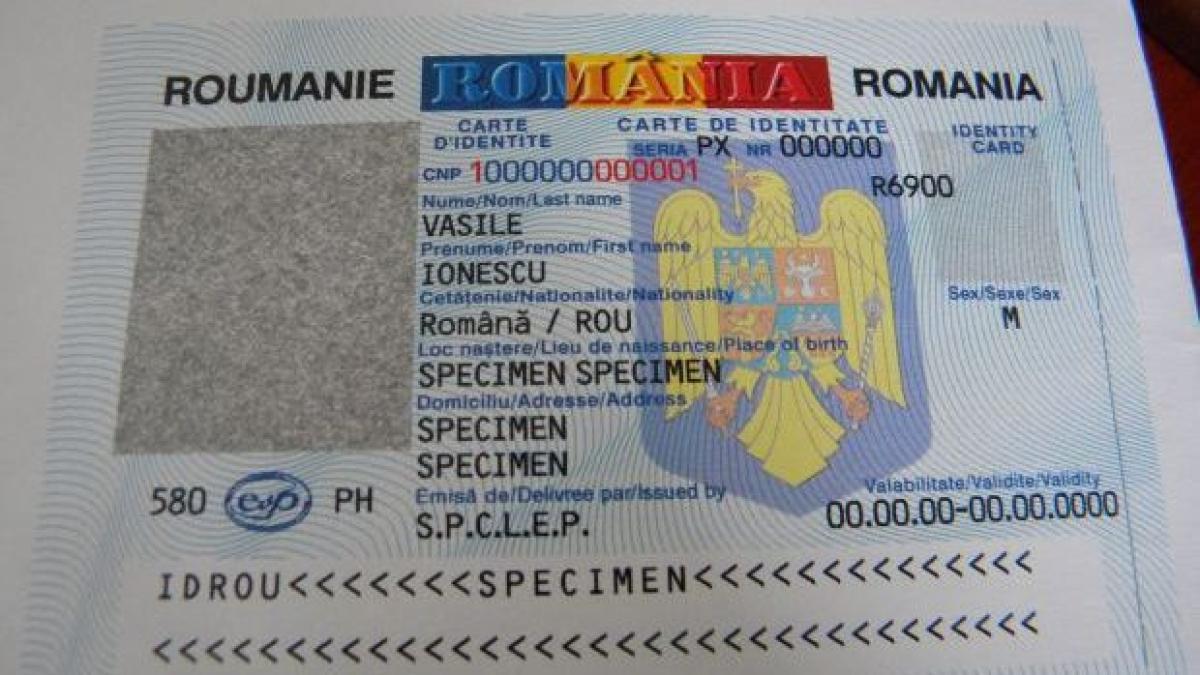 ROUMANIE ROMÂNIA ROMANIA
CARTE D'IDENTITE
CARTE DE IDENTITATE
IDENTITY CARD
SERIA PX NR 000000
CNP 1000000000001
R6900
Nume/Nom/Last name
VASILE
Prenume/Prenom/First name
IONESCU
Cetăţenie/Nationalite/Nationality
Sex/Sexe/Sex
Română / ROU
M
Loc naştere/Lieu de naissance/Place of birth
SPECIMEN SPECIMEN
Domiciliu/Adresse/Address
SPECIMEN
SPECIMEN
580 esp PH
Emisă de/Delivree par/Issued by
Valabilitate/Validite/Validity
S.P.C.L.E.P.
00.00.00-00.00.0000
IDROU<<<<<<<SPECIMEN<<<<<<<<<<<<<<
<<<<<<<<<<<<<<<<<<<<<<<<<<<<<<<<<<